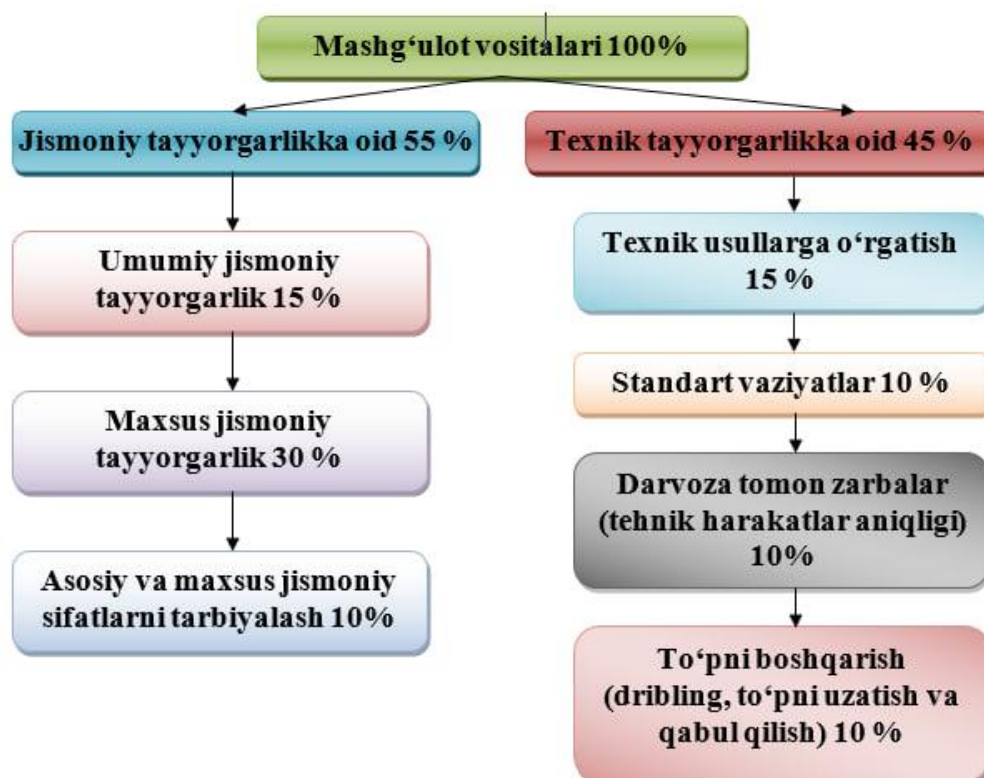 Mashg‘ulot vositalari 100%
Jismoniy tayyorgarlikka oid 55 %
Umumiy jismoniy
tayyorgarlik 15 %
Maxsus jismoniy
tayyorgarlik 30 %
Asosiy va maxsus jismoniy
sifatlarni tarbiyalash 10%
Texnik tayyorgarlikka oid 45 %
Texnik usullarga o‘rgatish
15 %
Standart vaziyatlar 10 %
Darvoza tomon zarbalar
(tehnik harakatlar aniqligi)
10%
To‘pni boshqarish
(dribling, to‘pni uzatish va
qabul qilish) 10 %